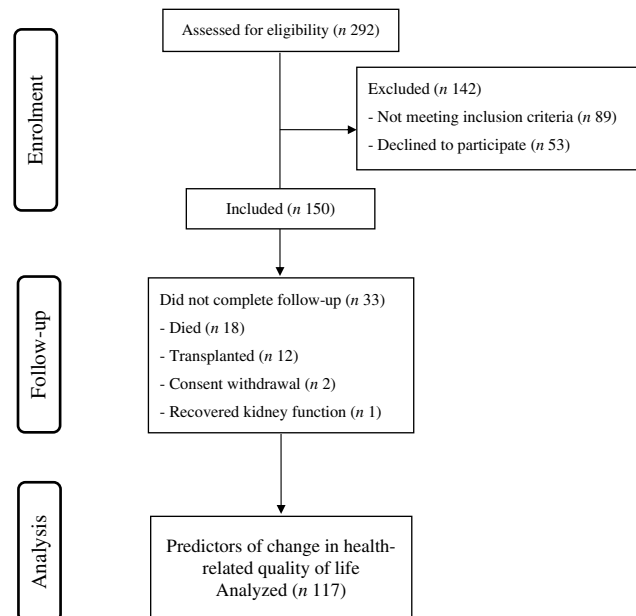 Enrolment
Assessed for eligibility (n 292)
Excluded (n 142)
- Not meeting inclusion criteria (n 89)
- Declined to participate (n 53)
Included (n 150)
Follow-up
Did not complete follow-up (n 33)
- Died (n 18)
- Transplanted (n 12)
- Consent withdrawal (n 2)
- Recovered kidney function (n 1)
Analysis
Predictors of change in health-
related quality of life
Analyzed (n 117)